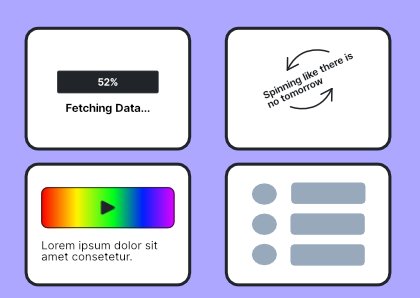 52%
Fetching Data...
Spinning like there is
no tomorrow
Lorem ipsum dolor sit
amet consetetur.